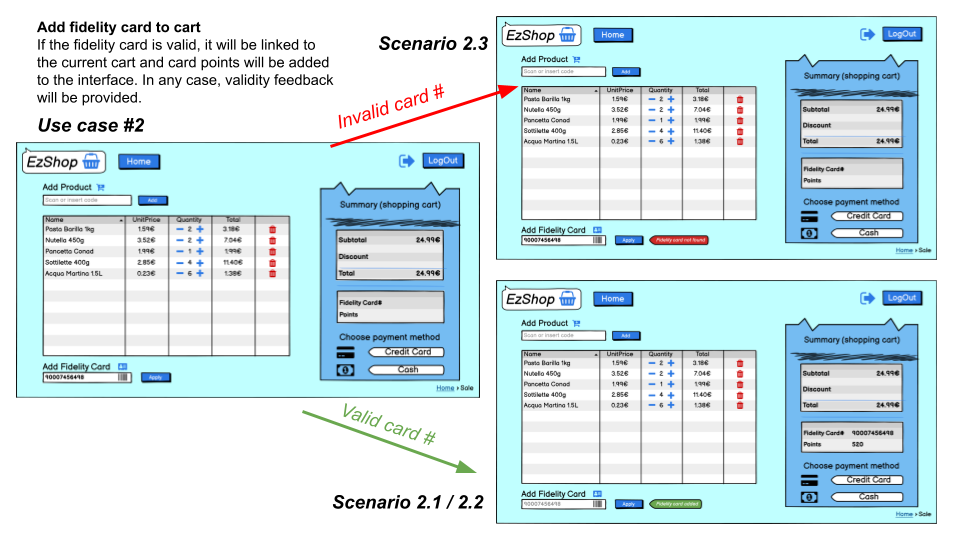 Add fidelity card to cart
If the fidelity card is valid, it will be linked to
the current cart and card points will be added
to the interface. In any case, validity feedback
will be provided.
Use case #2
EzShop
Home
LogOut
Add Product
Scan or insert code
Add
Name UnitPrice Quantity Total
Pasta Barilla 1kg 1.59€ 2 3.18€
Nutella 450g 3.52€ 2 7.04€
Pancetta Conad 1.99€ 1 1.99€
Sottilette 400g 2.85€ 4 11.40€
Acqua Martina 1.5L 0.23€ 6 1.38€
Add Fidelity Card
90007456498
Apply
Summary (shopping cart)
Subtotal 24.99€
Discount
Total 24.99€
Fidelity Card#
Points
Choose payment method
Credit Card
Cash
Home › Sale
Invalid card #
Scenario 2.3
EzShop
Home
LogOut
Add Product
Scan or insert code
Add
Name UnitPrice Quantity Total
Pasta Barilla 1kg 1.59€ 2 3.18€
Nutella 450g 3.52€ 2 7.04€
Pancetta Conad 1.99€ 1 1.99€
Sottilette 400g 2.85€ 4 11.40€
Acqua Martina 1.5L 0.23€ 6 1.38€
Add Fidelity Card
90007456498
Apply
Fidelity card not found
Summary (shopping cart)
Subtotal 24.99€
Discount
Total 24.99€
Fidelity Card#
Points
Choose payment method
Credit Card
Cash
Home › Sale
Valid card #
Scenario 2.1 / 2.2
EzShop
Home
LogOut
Add Product
Scan or insert code
Add
Name UnitPrice Quantity Total
Pasta Barilla 1kg 1.59€ 2 3.18€
Nutella 450g 3.52€ 2 7.04€
Pancetta Conad 1.99€ 1 1.99€
Sottilette 400g 2.85€ 4 11.40€
Acqua Martina 1.5L 0.23€ 6 1.38€
Add Fidelity Card
90007456498
Apply
Fidelity card added
Summary (shopping cart)
Subtotal 24.99€
Discount
Total 24.99€
Fidelity Card# 90007456498
Points 520
Choose payment method
Credit Card
Cash
Home › Sale